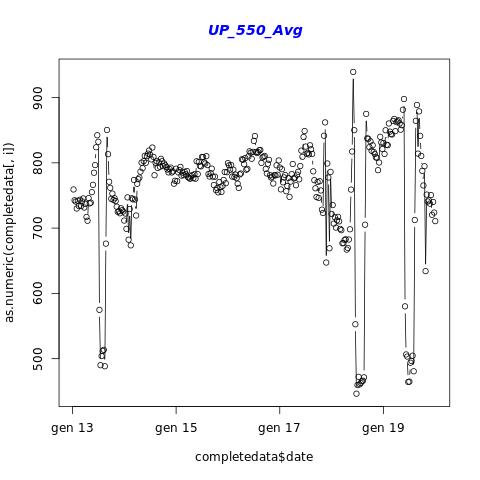 UP_550_Avg
as.numeric(completedata[, i])
900
800
700
600
500
gen 13
gen 15
gen 17
gen 19
completedata$date